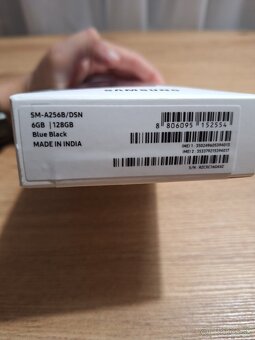 SAMSUNG
SM-A256B/DSN
6GB | 128GB
Blue Black
MADE IN INDIA
8 806095 152554